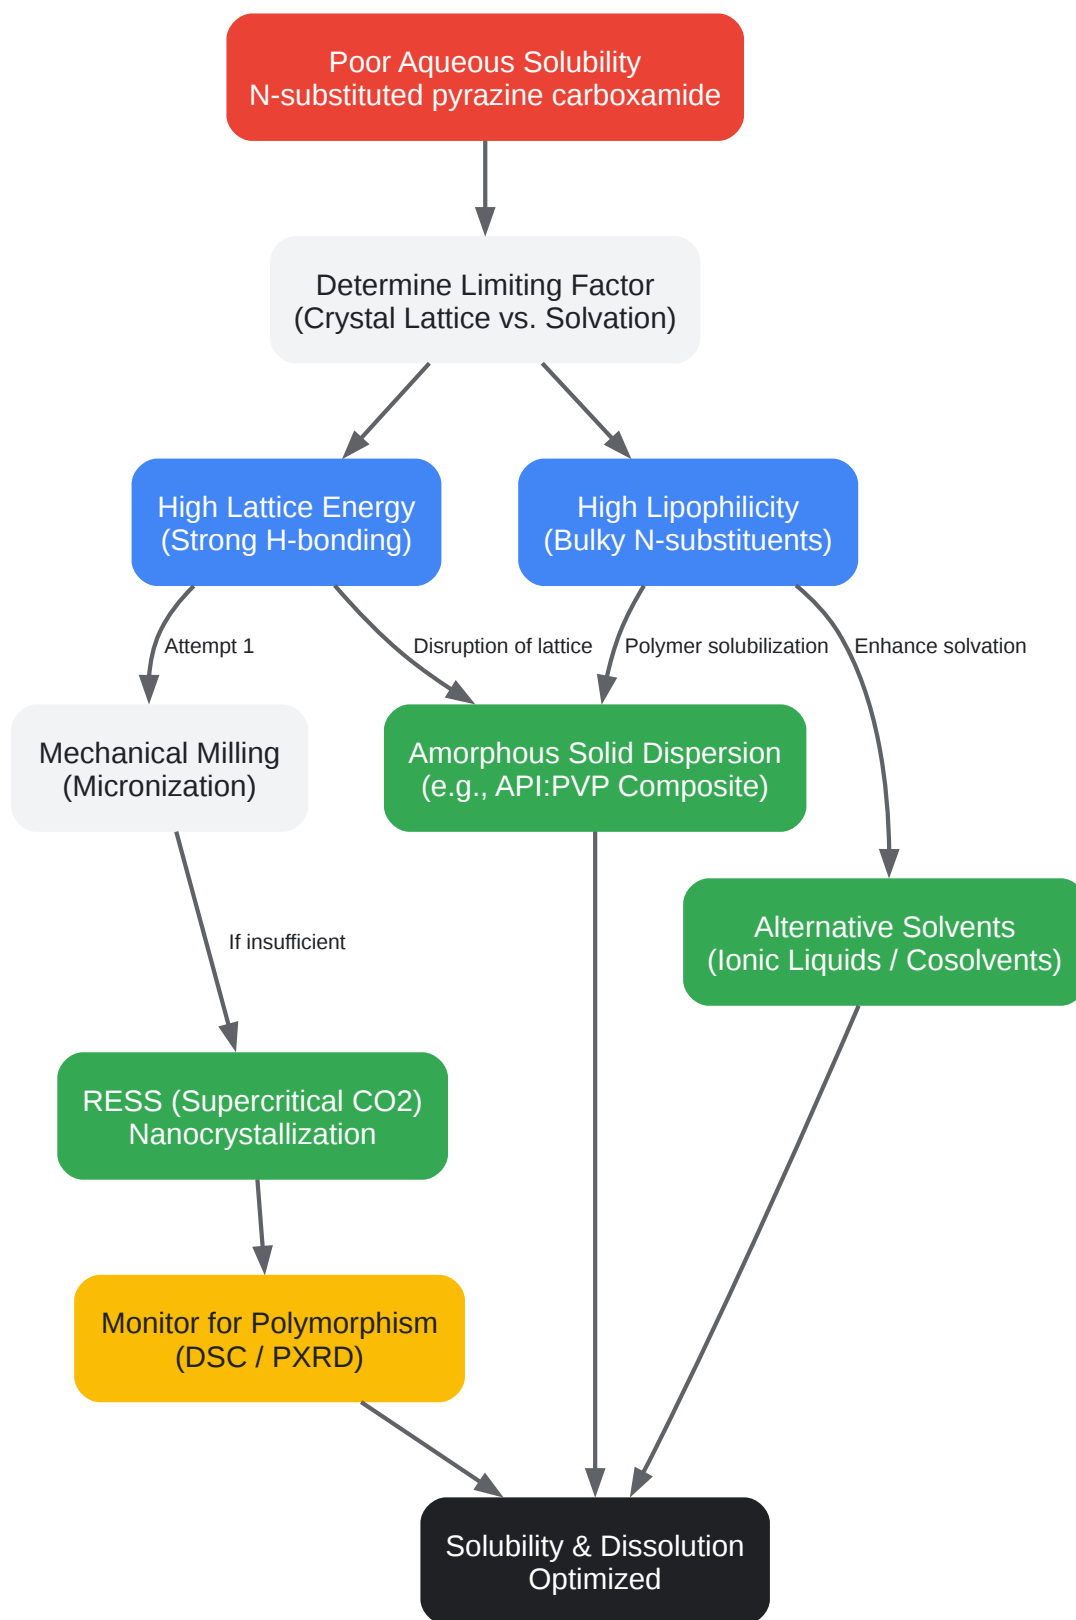 Poor Aqueous Solubility
N-substituted pyrazine carboxamide
Determine Limiting Factor
(Crystal Lattice vs. Solvation)
High Lattice Energy
(Strong H-bonding)
High Lipophilicity
(Bulky N-substituents)
Attempt 1
Disruption of lattice
Polymer solubilization
Enhance solvation
Mechanical Milling
(Micronization)
Amorphous Solid Dispersion
(e.g., API:PVP Composite)
Alternative Solvents
(Ionic Liquids / Cosolvents)
If insufficient
RESS (Supercritical CO2)
Nanocrystallization
Monitor for Polymorphism
(DSC / PXRD)
Solubility & Dissolution
Optimized